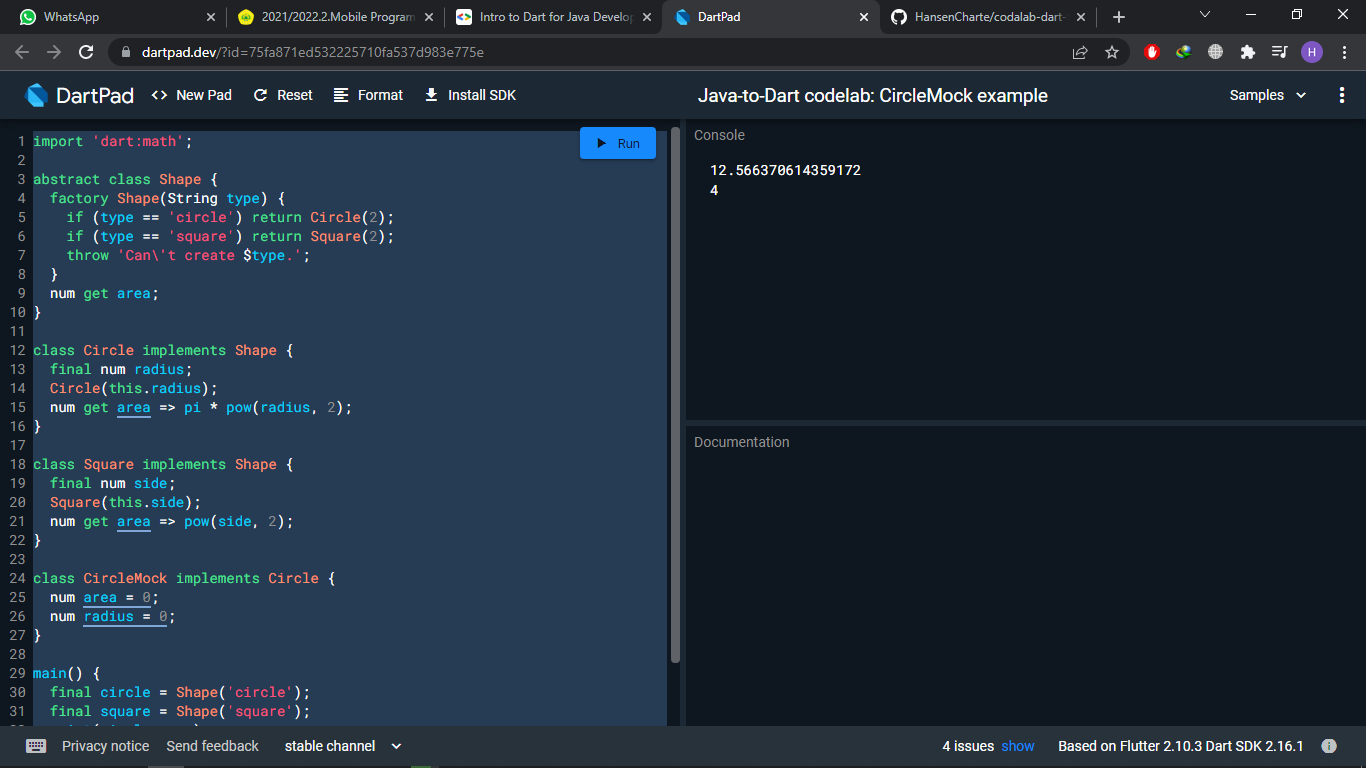 WhatsApp
2021/2022.2.Mobile Program
Intro to Dart for Java Develop
DartPad
HansenCharte/codalab-dart-
dartpad.dev/?id=75fa871ed532225710fa537d983e775e
H
DartPad
<> New Pad
Reset
Format
Install SDK
Java-to-Dart codelab: CircleMock example
Samples
Run
1 import 'dart:math';
2
3 abstract class Shape {
4 factory Shape(String type) {
5 if (type == 'circle') return Circle(2);
6 if (type == 'square') return Square(2);
7 throw 'Can\'t create $type.';
8 }
9 num get area;
10 }
11
12 class Circle implements Shape {
13 final num radius;
14 Circle(this.radius);
15 num get area => pi * pow(radius, 2);
16 }
17
18 class Square implements Shape {
19 final num side;
20 Square(this.side);
21 num get area => pow(side, 2);
22 }
23
24 class CircleMock implements Circle {
25 num area = 0;
26 num radius = 0;
27 }
28
29 main() {
30 final circle = Shape('circle');
31 final square = Shape('square');
Console
12.566370614359172
4
Documentation
Privacy notice
Send feedback
stable channel
4 issues show
Based on Flutter 2.10.3 Dart SDK 2.16.1